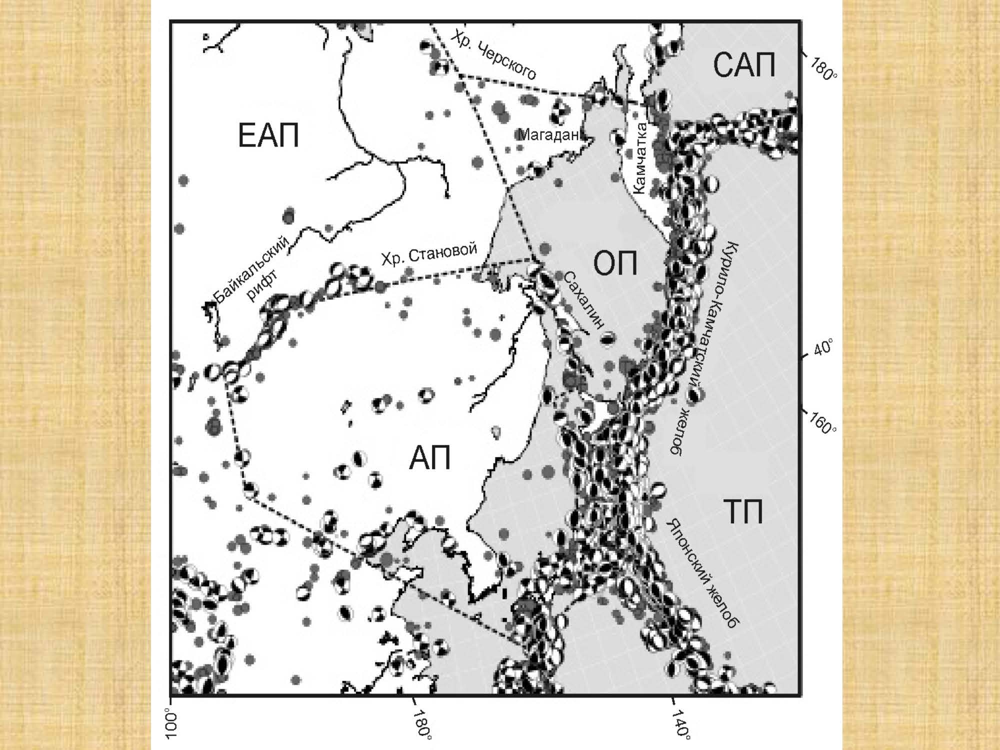 Хр. Черского
САП
180°
ЕАП
Магадан
Камчатка
Байкальский
рифт
Хр. Становой
ОП
Сахалин
Курило-Камчатский желоб
40°
160°
АП
ТП
Японский желоб
100°
180°
140°